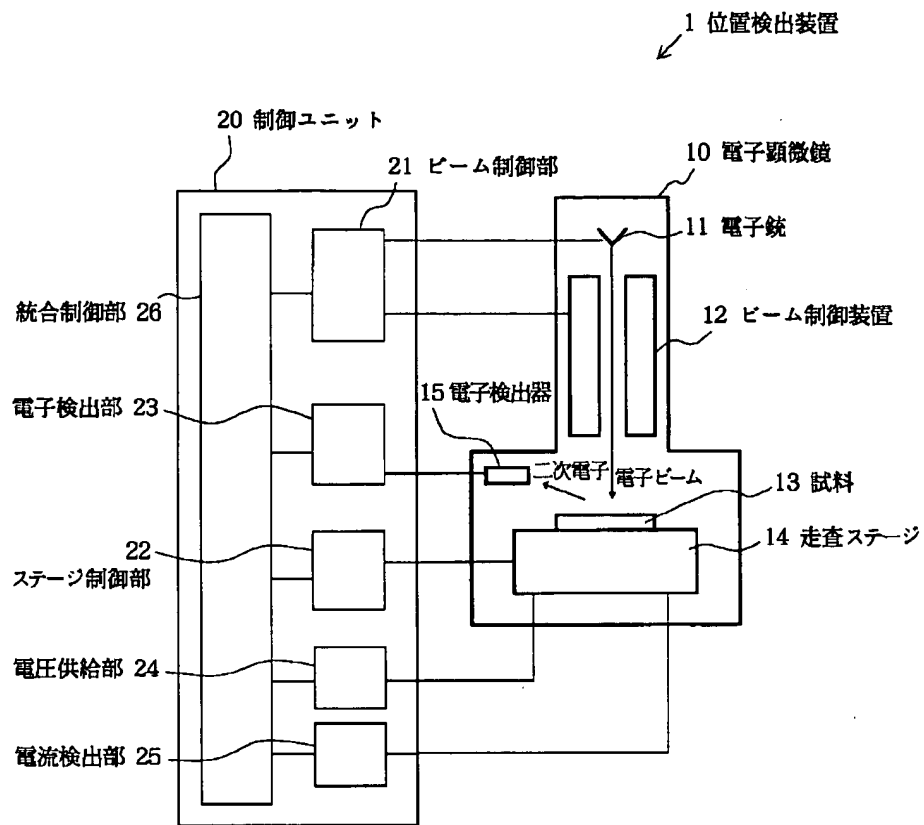 1 位置検出装置
20 制御ユニット
21 ビーム制御部
10 電子顕微鏡
11 電子銃
統合制御部 26
12 ビーム制御装置
電子検出部 23
15 電子検出器
二次電子
電子ビーム
13 試料
22
ステージ制御部
14 走査ステージ
電圧供給部 24
電流検出部 25